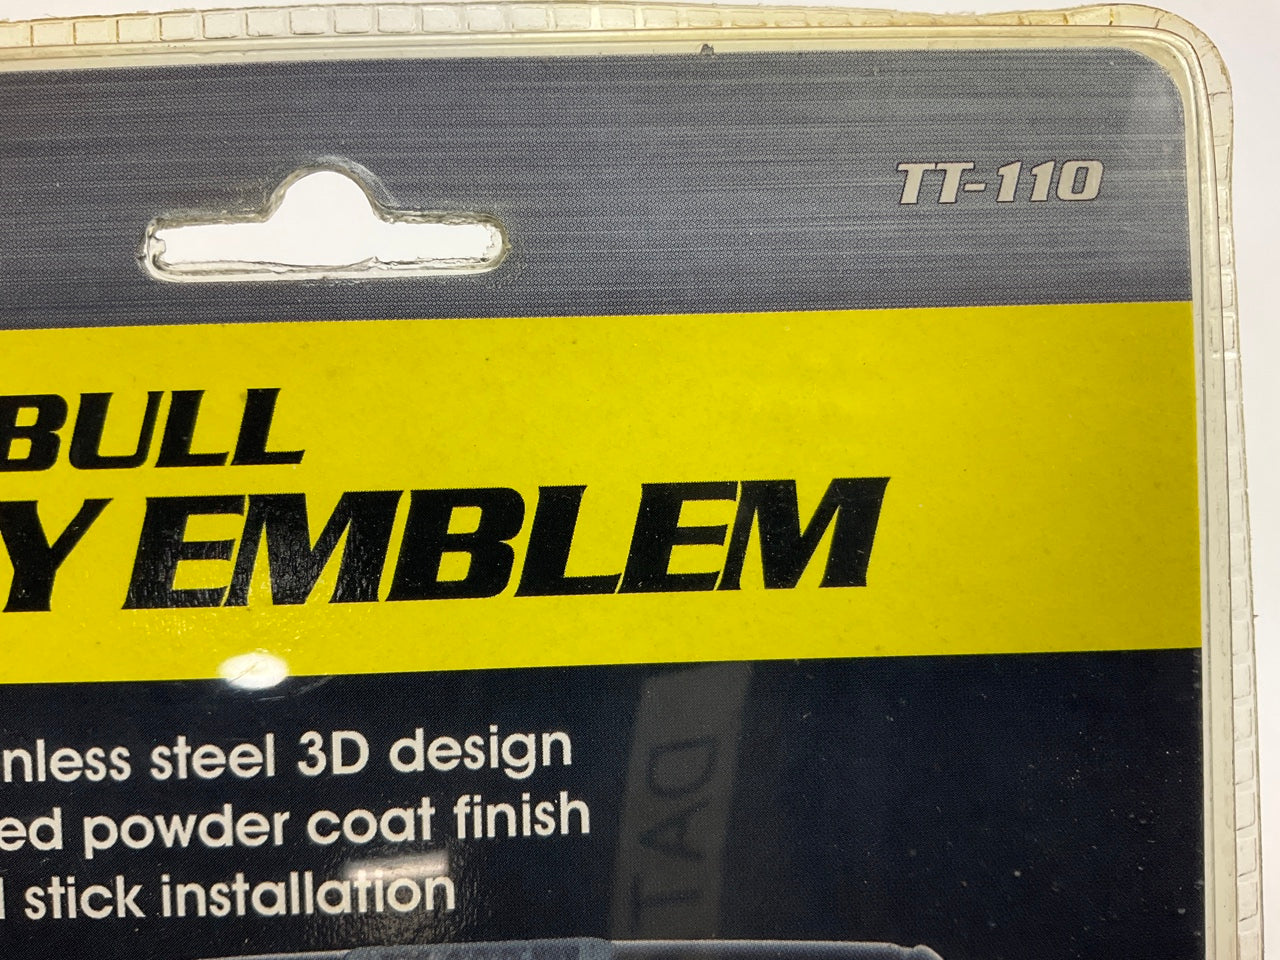 TT-110
BULL
Y EMBLEM
nless steel 3D design
ed powder coat finish
stick installation